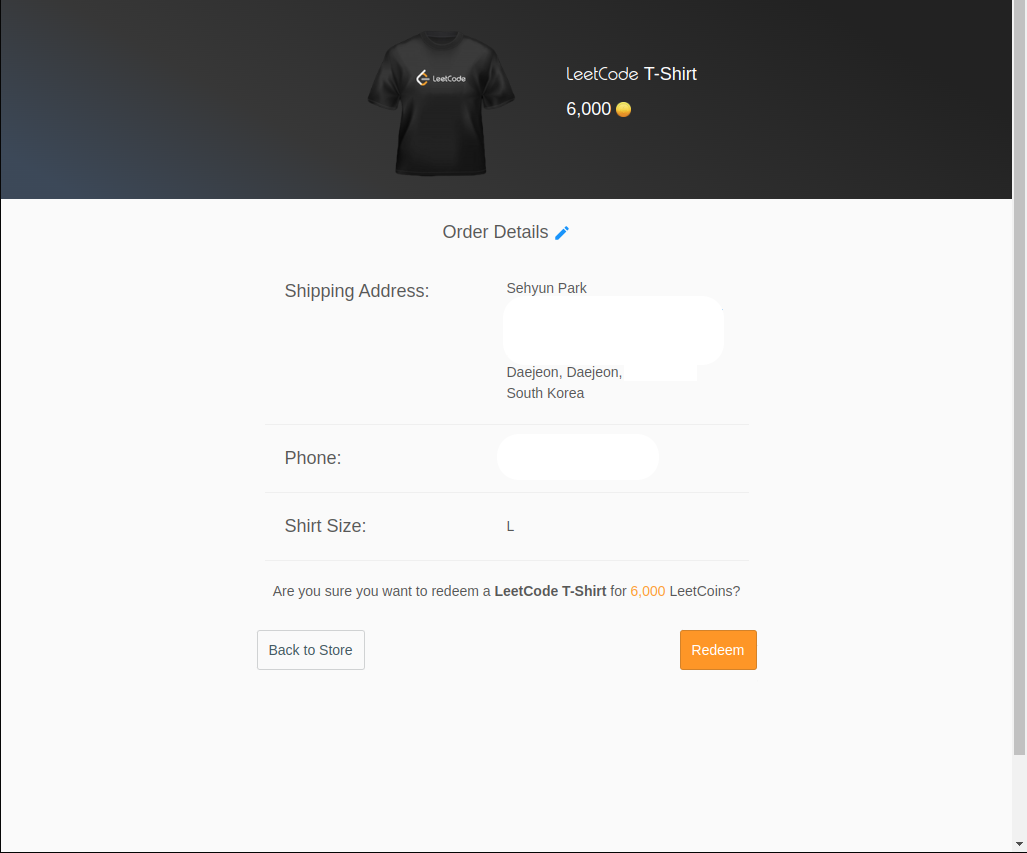 LeetCode
LeetCode T-Shirt
6,000
Order Details
Shipping Address:
Sehyun Park
Daejeon, Daejeon,
South Korea
Phone:
Shirt Size:
L
Are you sure you want to redeem a LeetCode T-Shirt for 6,000 LeetCoins?
Back to Store
Redeem